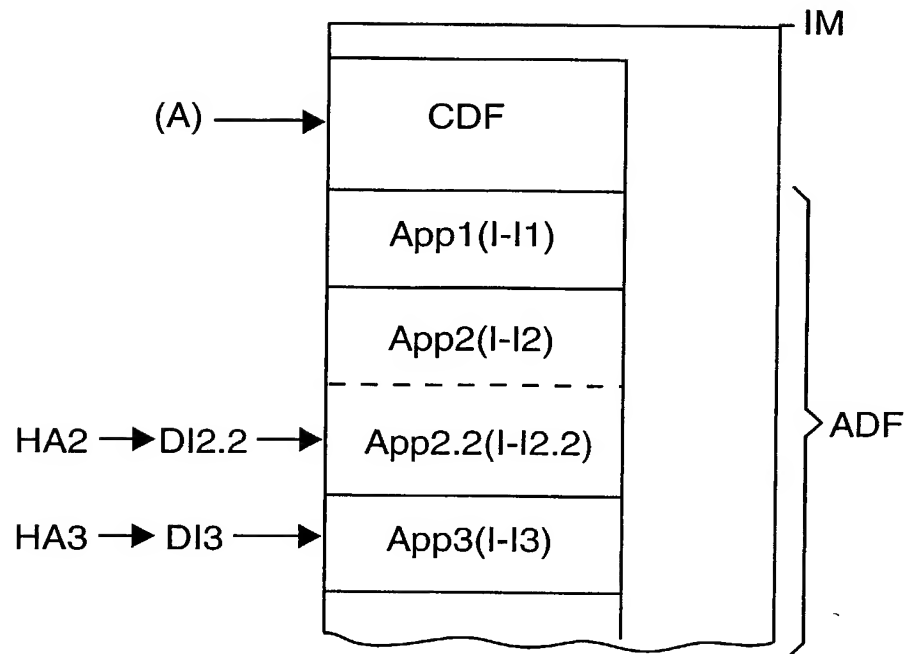 IM
(A) CDF
App1(I-I1)
App2(I-I2)
HA2 DI2.2 App2.2(I-I2.2) ADF
HA3 DI3 App3(I-I3)